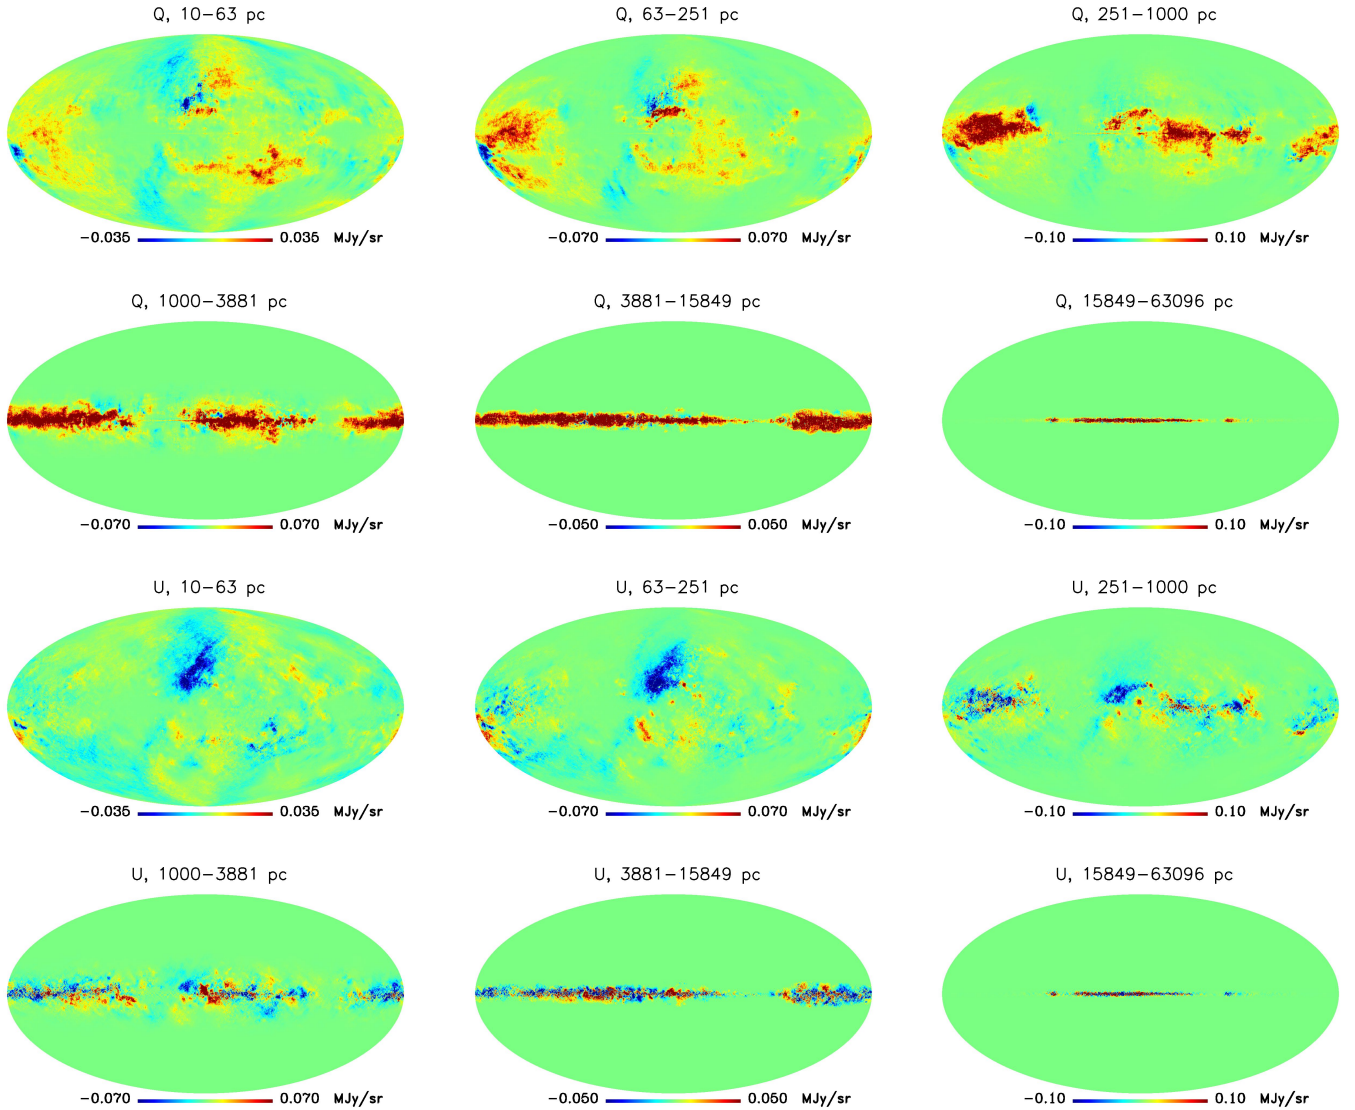 Q, 10−63 pc
Q, 63−251 pc
Q, 251−1000 pc
−0.035 0.035 MJy/sr
−0.070 0.070 MJy/sr
−0.10 0.10 MJy/sr
Q, 1000−3881 pc
Q, 3881−15849 pc
Q, 15849−63096 pc
−0.070 0.070 MJy/sr
−0.050 0.050 MJy/sr
−0.10 0.10 MJy/sr
U, 10−63 pc
U, 63−251 pc
U, 251−1000 pc
−0.035 0.035 MJy/sr
−0.070 0.070 MJy/sr
−0.10 0.10 MJy/sr
U, 1000−3881 pc
U, 3881−15849 pc
U, 15849−63096 pc
−0.070 0.070 MJy/sr
−0.050 0.050 MJy/sr
−0.10 0.10 MJy/sr